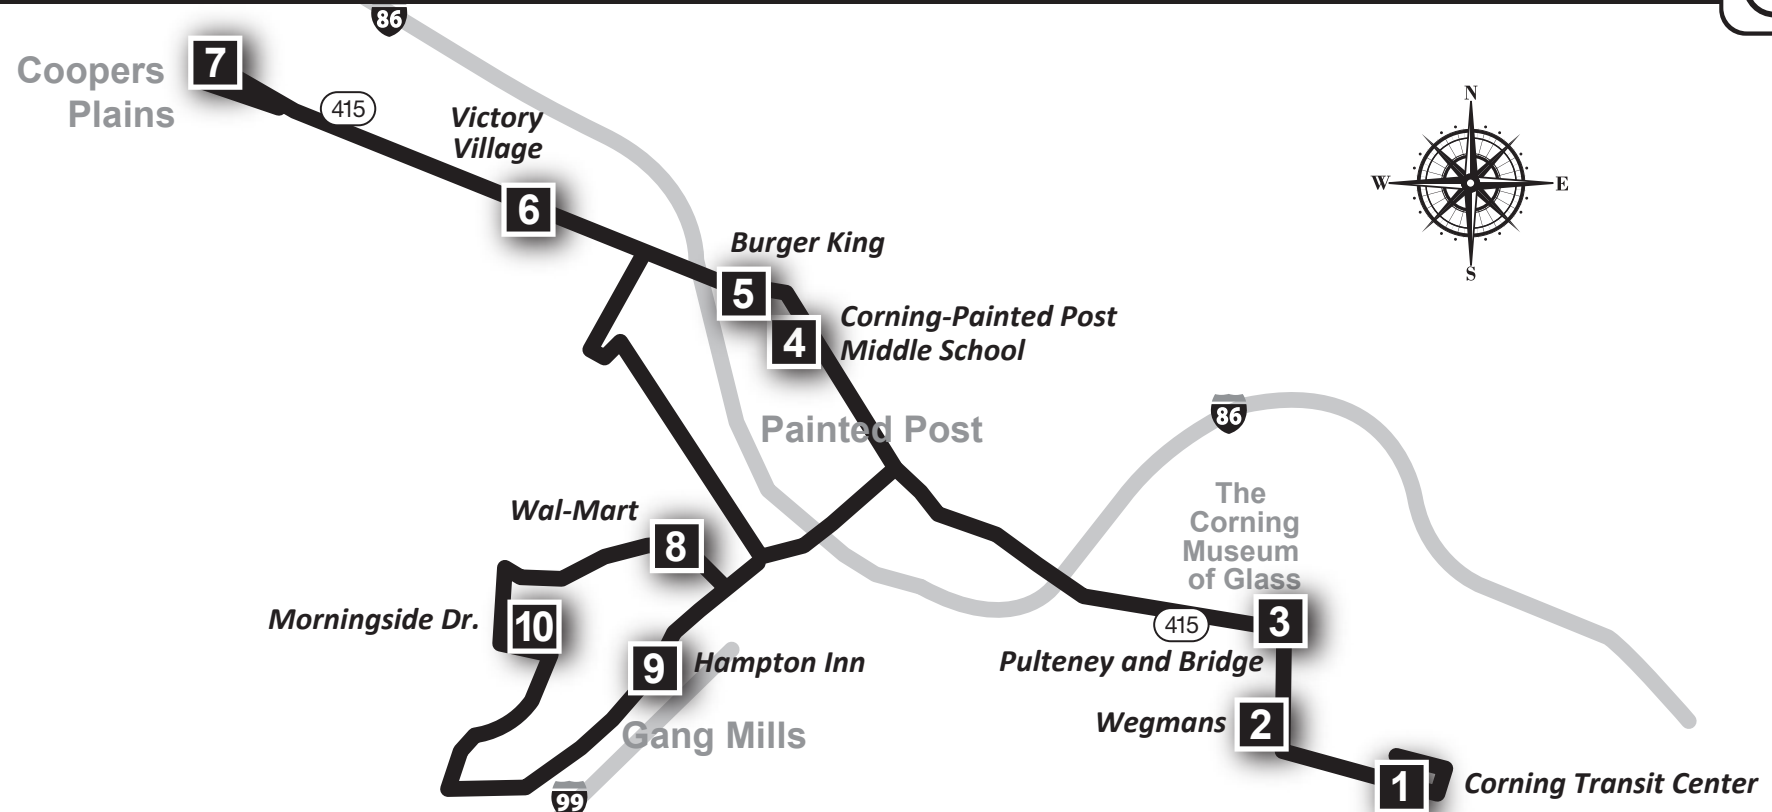 86
7
Coopers
Plains
415
Victory
Village
6
N
W
E
S
Burger King
5
4
Corning-Painted Post
Middle School
Painted Post
86
The
Corning
Museum
of Glass
Wal-Mart
8
Morningside Dr.
10
9
Hampton Inn
Gang Mills
99
415
3
Pulteney and Bridge
Wegmans
2
1
Corning Transit Center